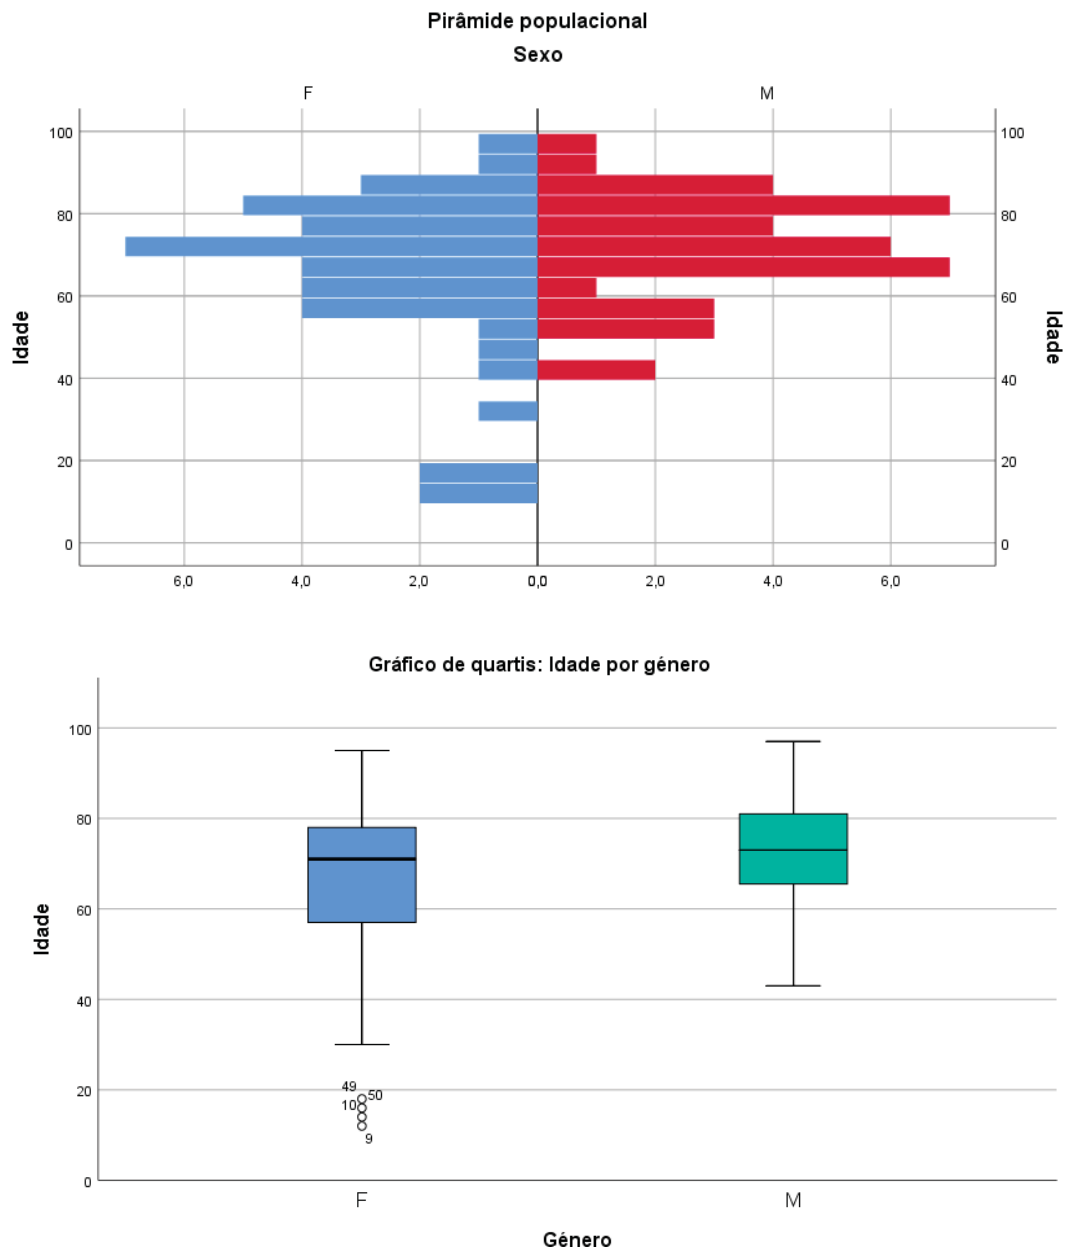 Pirâmide populacional
Sexo
F M
100 100
80 80
60 60
40 40
20 20
0 0
Idade Idade
6,0 4,0 2,0 0,0 0,0 2,0 4,0 6,0
Gráfico de quartis: Idade por género
100
80
60
40
20
0
Idade
49
50
10
9
F M
Género